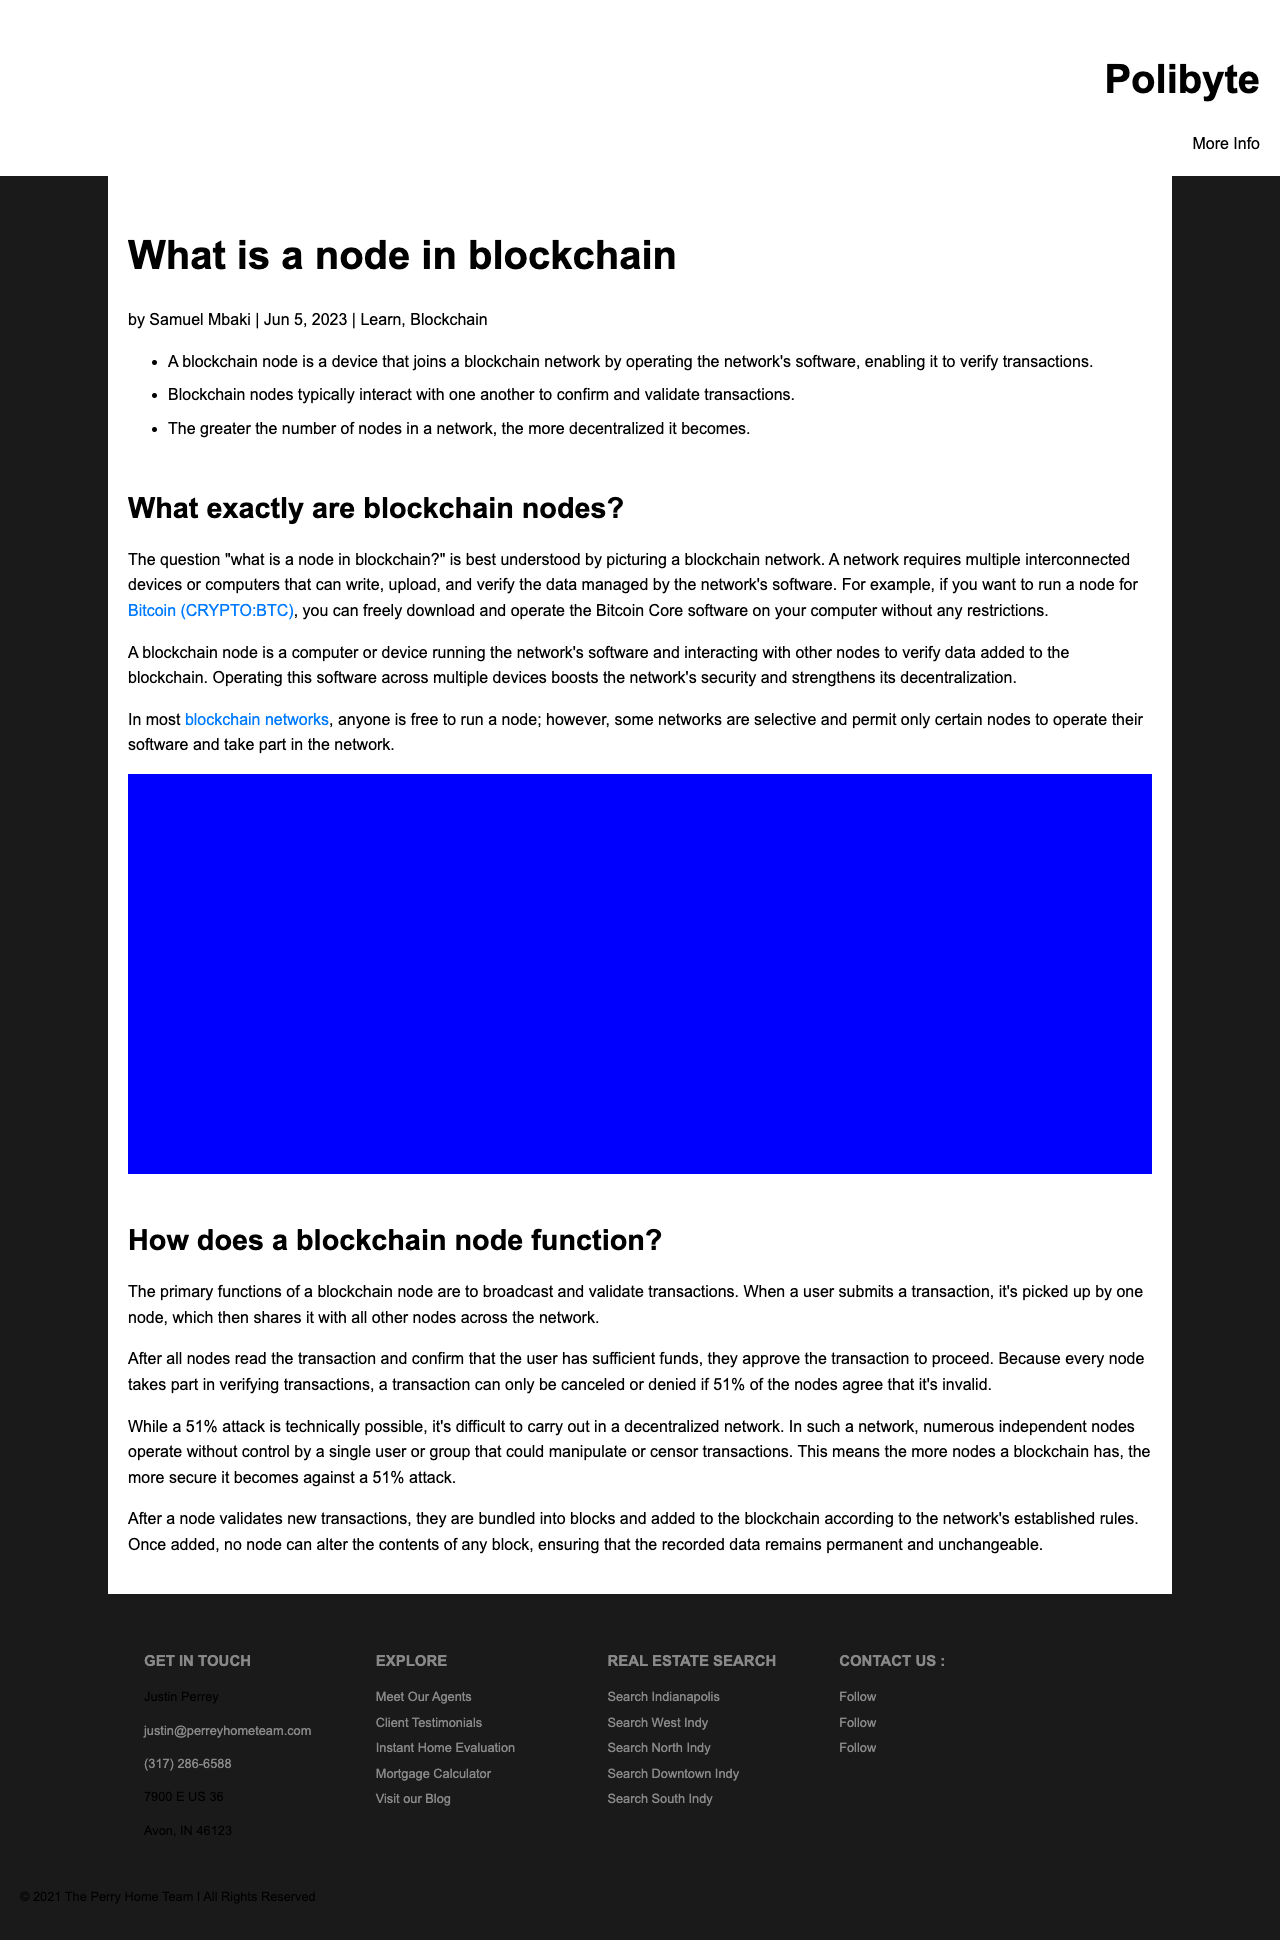 Polibyte
More Info
What is a node in blockchain
by Samuel Mbaki | Jun 5, 2023 | Learn, Blockchain
• A blockchain node is a device that joins a blockchain network by operating the network's software, enabling it to verify transactions.
• Blockchain nodes typically interact with one another to confirm and validate transactions.
• The greater the number of nodes in a network, the more decentralized it becomes.
What exactly are blockchain nodes?
The question "what is a node in blockchain?" is best understood by picturing a blockchain network. A network requires multiple interconnected
devices or computers that can write, upload, and verify the data managed by the network's software. For example, if you want to run a node for
Bitcoin (CRYPTO:BTC), you can freely download and operate the Bitcoin Core software on your computer without any restrictions.
A blockchain node is a computer or device running the network's software and interacting with other nodes to verify data added to the
blockchain. Operating this software across multiple devices boosts the network's security and strengthens its decentralization.
In most blockchain networks, anyone is free to run a node; however, some networks are selective and permit only certain nodes to operate their
software and take part in the network.
How does a blockchain node function?
The primary functions of a blockchain node are to broadcast and validate transactions. When a user submits a transaction, it's picked up by one
node, which then shares it with all other nodes across the network.
After all nodes read the transaction and confirm that the user has sufficient funds, they approve the transaction to proceed. Because every node
takes part in verifying transactions, a transaction can only be canceled or denied if 51% of the nodes agree that it's invalid.
While a 51% attack is technically possible, it's difficult to carry out in a decentralized network. In such a network, numerous independent nodes
operate without control by a single user or group that could manipulate or censor transactions. This means the more nodes a blockchain has, the
more secure it becomes against a 51% attack.
After a node validates new transactions, they are bundled into blocks and added to the blockchain according to the network's established rules.
Once added, no node can alter the contents of any block, ensuring that the recorded data remains permanent and unchangeable.
GET IN TOUCH
Justin Perrey
justin@perreyhometeam.com
(317) 286-6588
7900 E US 36
Avon, IN 46123
EXPLORE
Meet Our Agents
Client Testimonials
Instant Home Evaluation
Mortgage Calculator
Visit our Blog
REAL ESTATE SEARCH
Search Indianapolis
Search West Indy
Search North Indy
Search Downtown Indy
Search South Indy
CONTACT US :
Follow
Follow
Follow
© 2021 The Perry Home Team I All Rights Reserved